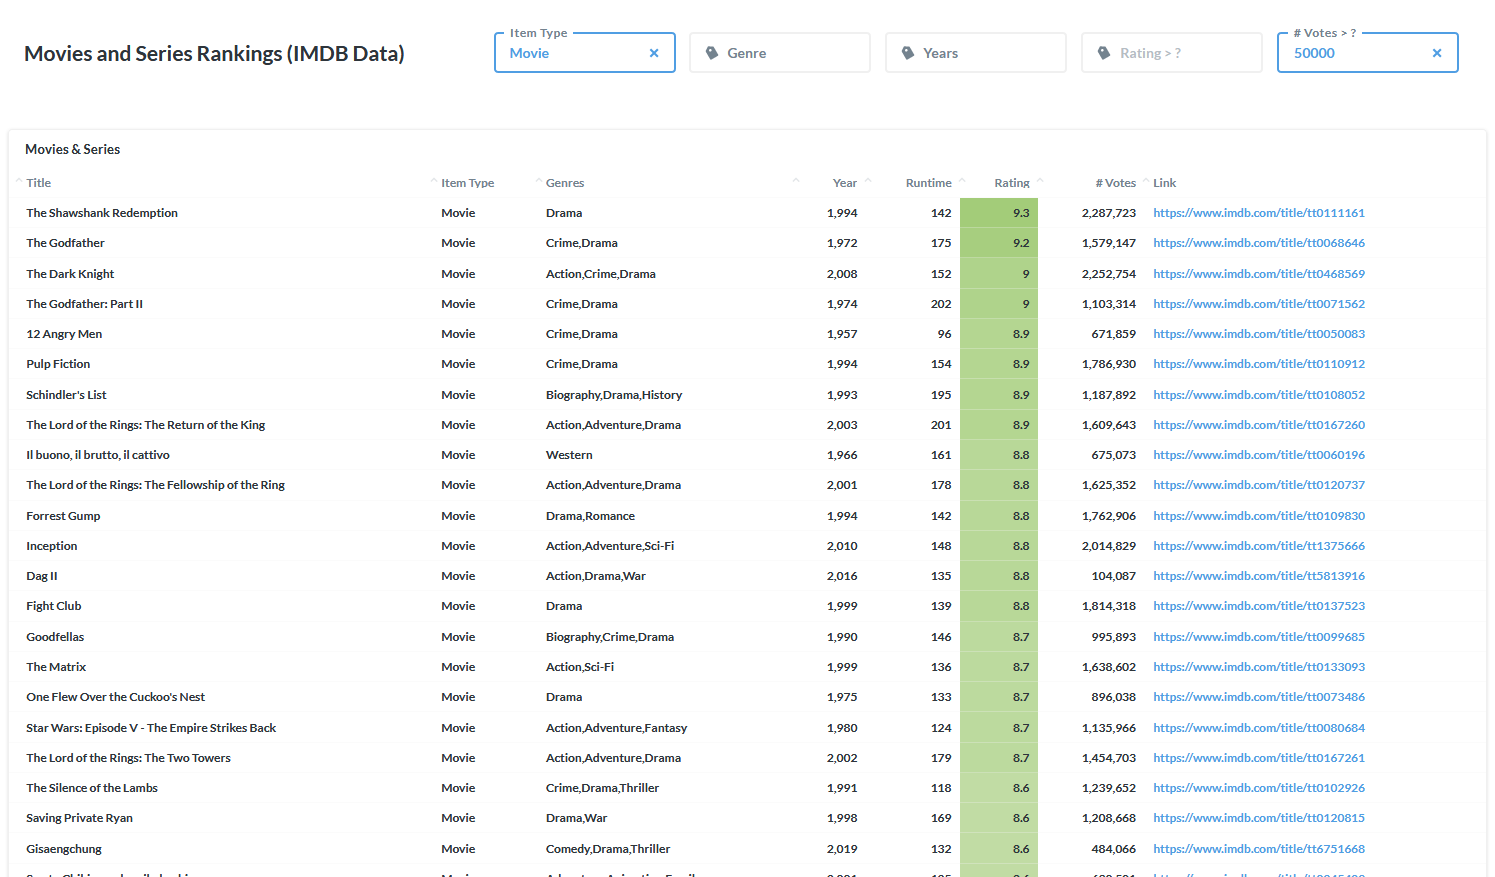 Movies and Series Rankings (IMDB Data)
Item Type
Movie
Genre
Years
Rating > ?
# Votes > ?
50000
Movies & Series
Title Item Type Genres Year Runtime Rating # Votes Link
The Shawshank Redemption Movie Drama 1,994 142 9.3 2,287,723 https://www.imdb.com/title/tt0111161
The Godfather Movie Crime,Drama 1,972 175 9.2 1,579,147 https://www.imdb.com/title/tt0068646
The Dark Knight Movie Action,Crime,Drama 2,008 152 9 2,252,754 https://www.imdb.com/title/tt0468569
The Godfather: Part II Movie Crime,Drama 1,974 202 9 1,103,314 https://www.imdb.com/title/tt0071562
12 Angry Men Movie Crime,Drama 1,957 96 8.9 671,859 https://www.imdb.com/title/tt0050083
Pulp Fiction Movie Crime,Drama 1,994 154 8.9 1,786,930 https://www.imdb.com/title/tt0110912
Schindler's List Movie Biography,Drama,History 1,993 195 8.9 1,187,892 https://www.imdb.com/title/tt0108052
The Lord of the Rings: The Return of the King Movie Action,Adventure,Drama 2,003 201 8.9 1,609,643 https://www.imdb.com/title/tt0167260
Il buono, il brutto, il cattivo Movie Western 1,966 161 8.8 675,073 https://www.imdb.com/title/tt0060196
The Lord of the Rings: The Fellowship of the Ring Movie Action,Adventure,Drama 2,001 178 8.8 1,625,352 https://www.imdb.com/title/tt0120737
Forrest Gump Movie Drama,Romance 1,994 142 8.8 1,762,906 https://www.imdb.com/title/tt0109830
Inception Movie Action,Adventure,Sci-Fi 2,010 148 8.8 2,014,829 https://www.imdb.com/title/tt1375666
Dag II Movie Action,Drama,War 2,016 135 8.8 104,087 https://www.imdb.com/title/tt5813916
Fight Club Movie Drama 1,999 139 8.8 1,814,318 https://www.imdb.com/title/tt0137523
Goodfellas Movie Biography,Crime,Drama 1,990 146 8.7 995,893 https://www.imdb.com/title/tt0099685
The Matrix Movie Action,Sci-Fi 1,999 136 8.7 1,638,602 https://www.imdb.com/title/tt0133093
One Flew Over the Cuckoo's Nest Movie Drama 1,975 133 8.7 896,038 https://www.imdb.com/title/tt0073486
Star Wars: Episode V - The Empire Strikes Back Movie Action,Adventure,Fantasy 1,980 124 8.7 1,135,966 https://www.imdb.com/title/tt0080684
The Lord of the Rings: The Two Towers Movie Action,Adventure,Drama 2,002 179 8.7 1,454,703 https://www.imdb.com/title/tt0167261
The Silence of the Lambs Movie Crime,Drama,Thriller 1,991 118 8.6 1,239,652 https://www.imdb.com/title/tt0102926
Saving Private Ryan Movie Drama,War 1,998 169 8.6 1,208,668 https://www.imdb.com/title/tt0120815
Gisaengchung Movie Comedy,Drama,Thriller 2,019 132 8.6 484,066 https://www.imdb.com/title/tt6751668